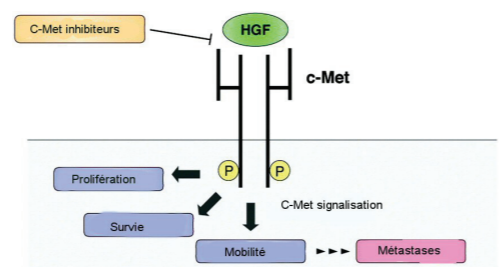 C-Met inhibiteurs
HGF
c-Met
P
P
Prolifération
C-Met signalisation
Survie
Mobilité
Métastases